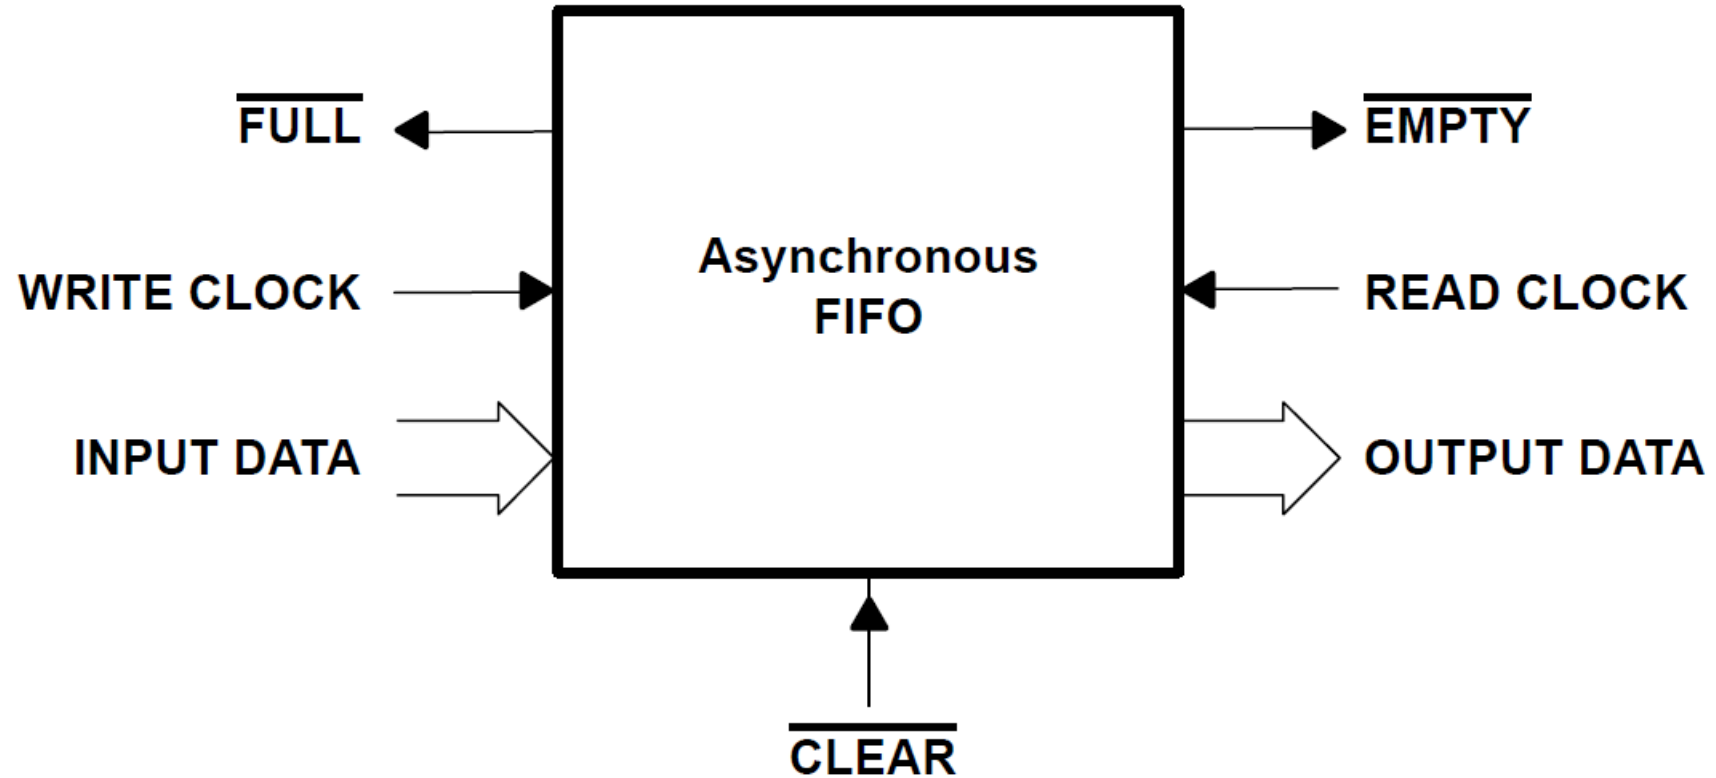 FULL
EMPTY
WRITE CLOCK
Asynchronous
FIFO
READ CLOCK
INPUT DATA
OUTPUT DATA
CLEAR